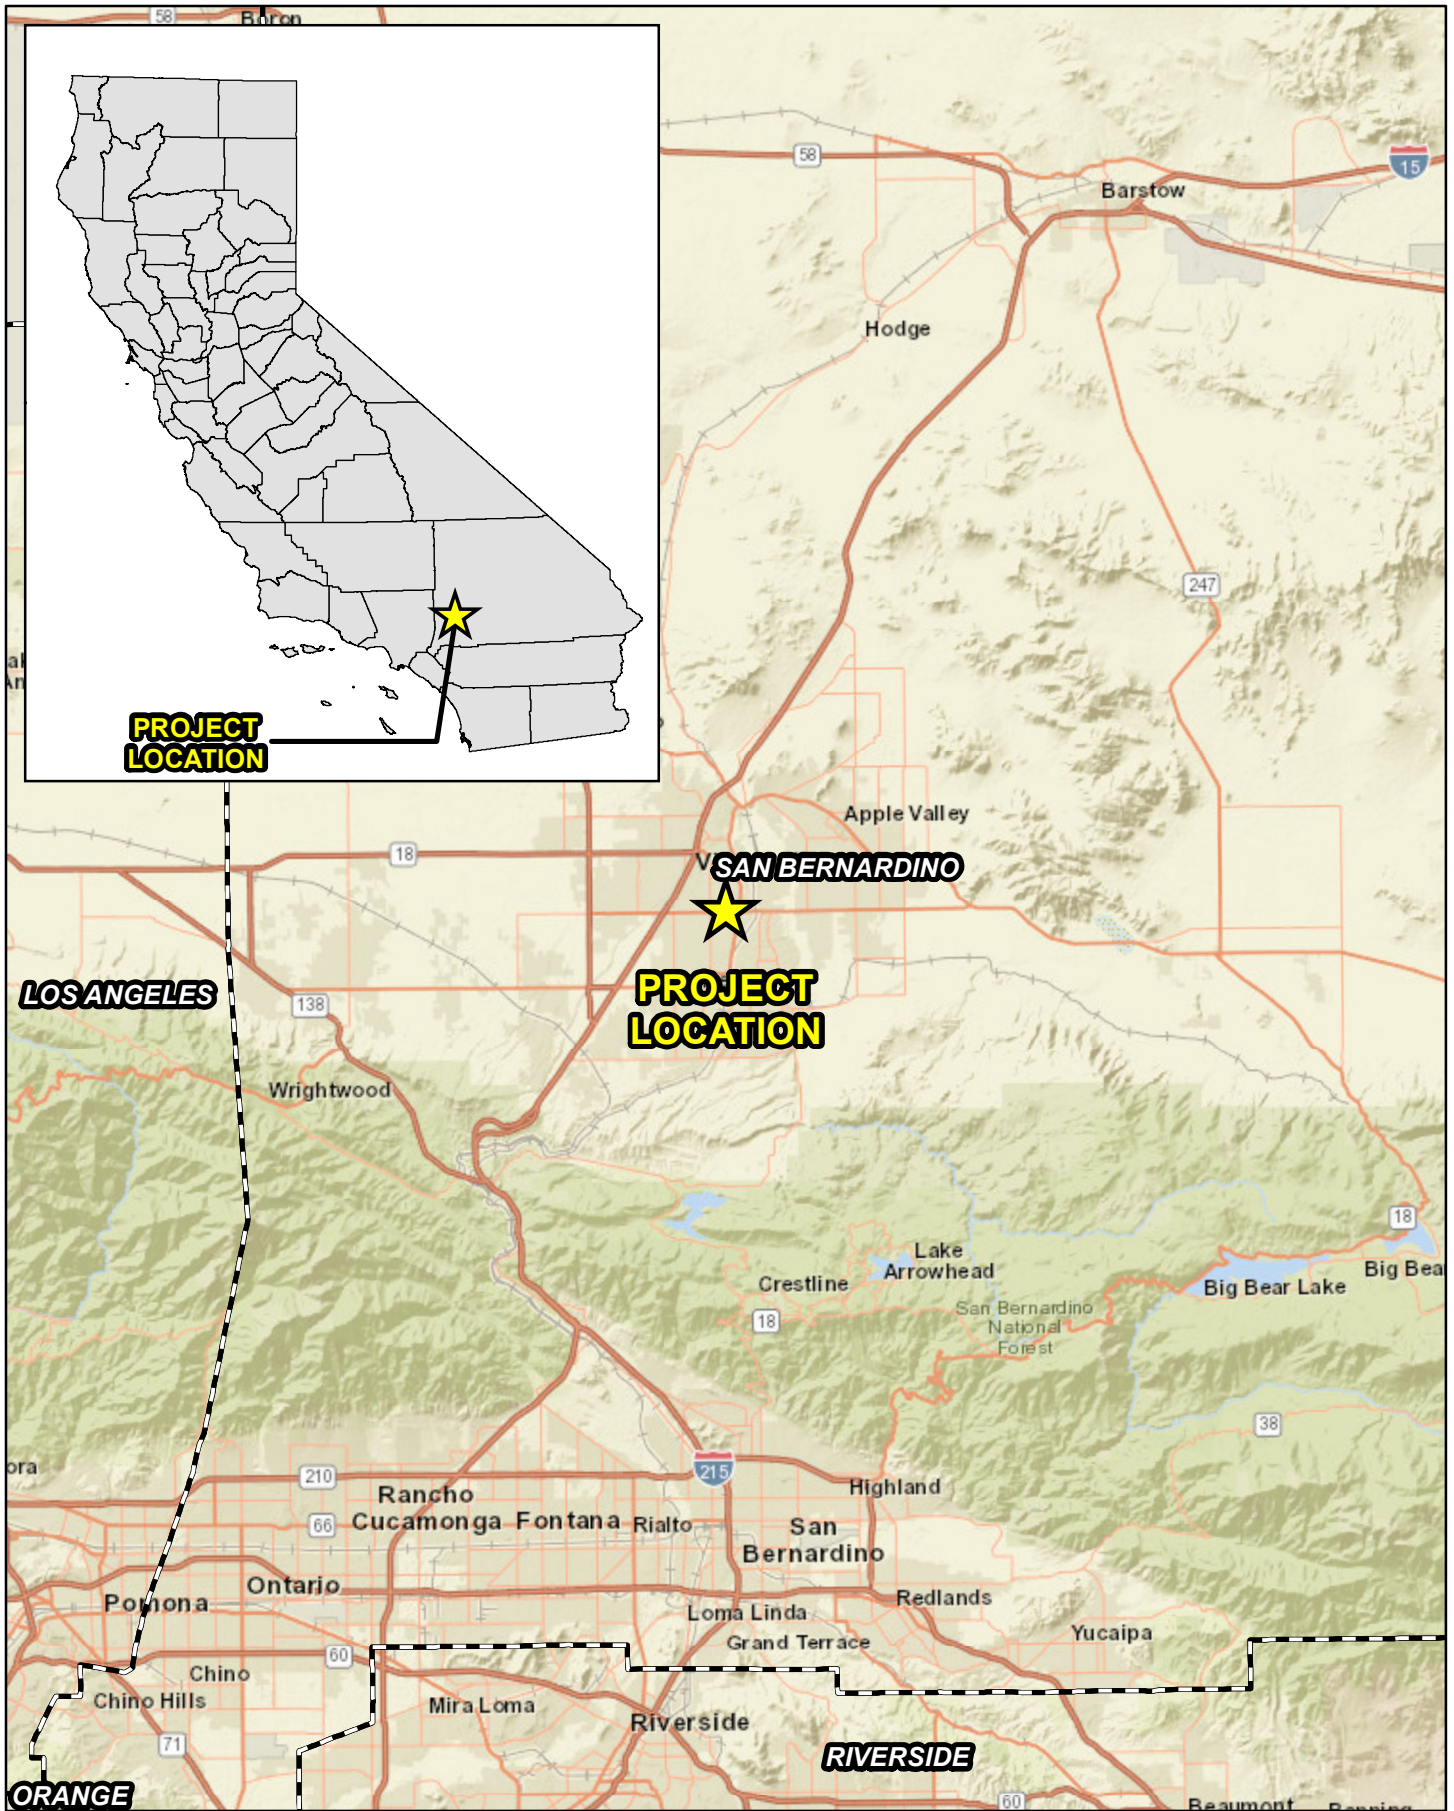 58
Boron
58
15
Barstow
Hodge
247
PROJECT
LOCATION
Apple Valley
18
SAN BERNARDINO
LOS ANGELES
138
PROJECT
LOCATION
Wrightwood
18
Lake
Arrowhead
Crestline
Big Bear Lake
18
San Bernardino
National
Forest
38
210
215
Highland
Rancho
Cucamonga
66
Fontana
Rialto
San
Bernardino
Ontario
Pomona
Redlands
Loma Linda
Grand Terrace
Yucaipa
60
Chino
Chino Hills
Mira Loma
Riverside
71
RIVERSIDE
ORANGE
60
Beaumont
Banning